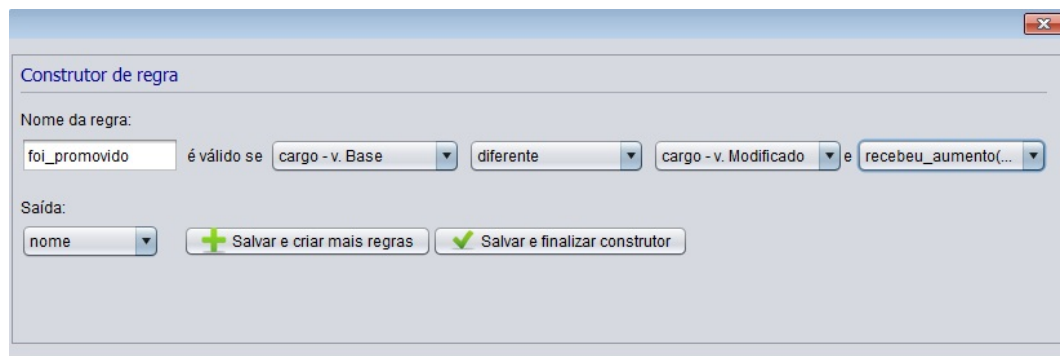 Construtor de regra
Nome da regra:
foi_promovido é válido se cargo - v. Base diferente cargo - v. Modificado e recebeu_aumento(...
Saída:
nome Salvar e criar mais regras Salvar e finalizar construtor